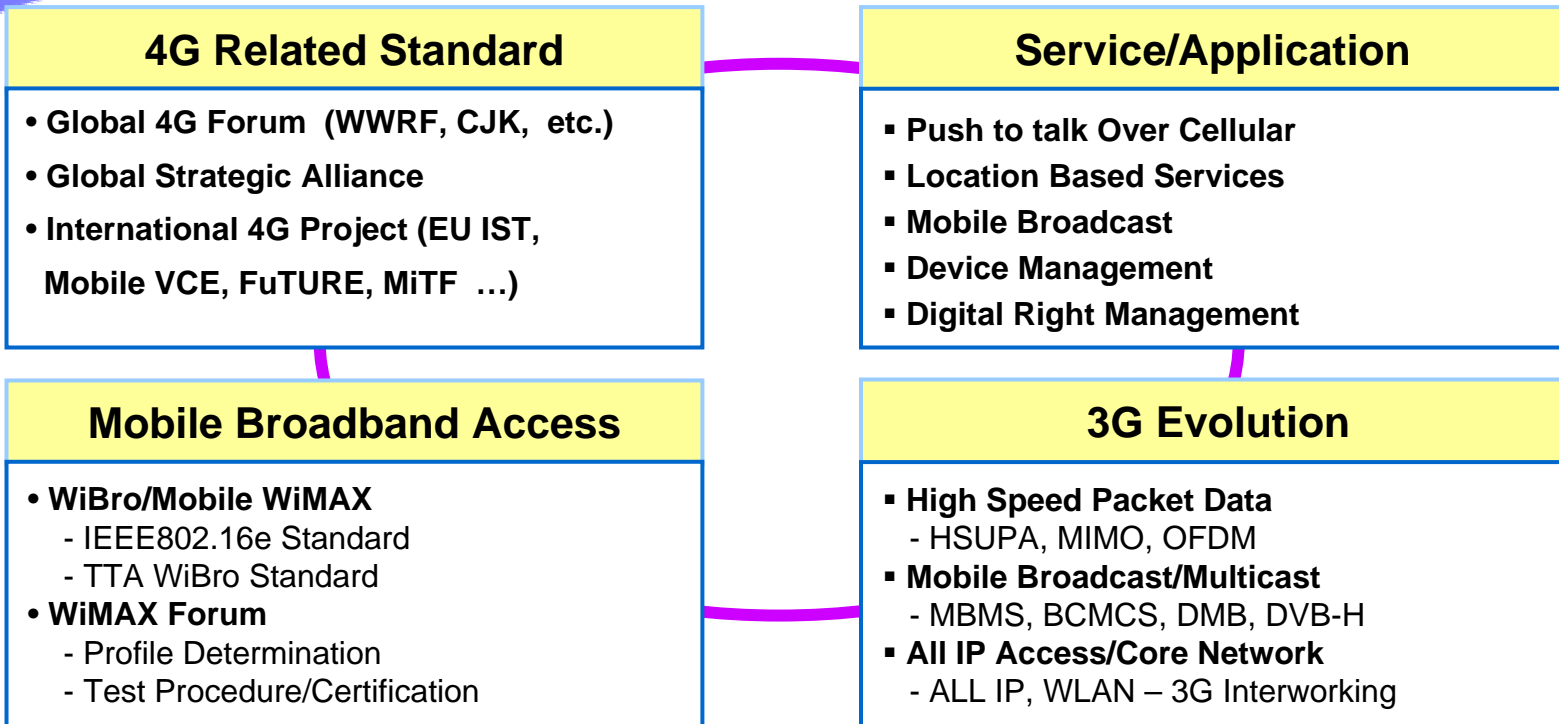 4G Related Standard
• Global 4G Forum (WWRF, CJK, etc.)
• Global Strategic Alliance
• International 4G Project (EU IST,
Mobile VCE, FuTURE, MiTF …)
Service/Application
▪ Push to talk Over Cellular
▪ Location Based Services
▪ Mobile Broadcast
▪ Device Management
▪ Digital Right Management
Mobile Broadband Access
• WiBro/Mobile WiMAX
- IEEE802.16e Standard
- TTA WiBro Standard
• WiMAX Forum
- Profile Determination
- Test Procedure/Certification
3G Evolution
▪ High Speed Packet Data
- HSUPA, MIMO, OFDM
▪ Mobile Broadcast/Multicast
- MBMS, BCMCS, DMB, DVB-H
▪ All IP Access/Core Network
- ALL IP, WLAN – 3G Interworking